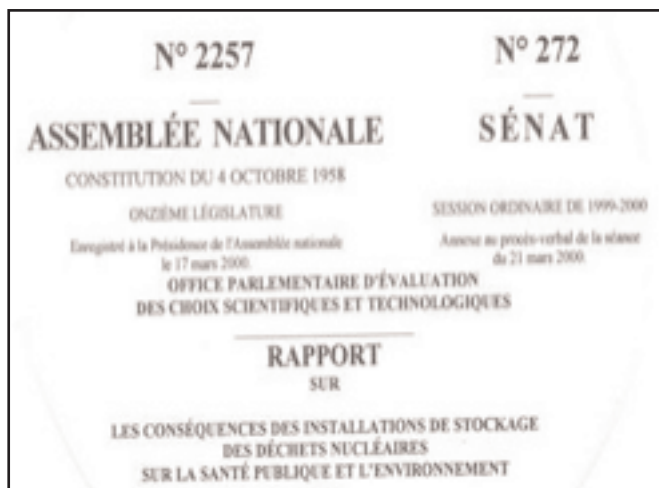 N° 2257
ASSEMBLÉE NATIONALE
CONSTITUTION DU 4 OCTOBRE 1958
ONZIÈME LÉGISLATURE
Enregistré à la Présidence de l'Assemblée nationale
le 17 mars 2000.
N° 272
SÉNAT
SESSION ORDINAIRE DE 1999-2000
Annexe au procès-verbal de la séance
du 21 mars 2000.
OFFICE PARLEMENTAIRE D'ÉVALUATION
DES CHOIX SCIENTIFIQUES ET TECHNOLOGIQUES
RAPPORT
SUR
LES CONSÉQUENCES DES INSTALLATIONS DE STOCKAGE
DES DÉCHETS NUCLÉAIRES
SUR LA SANTÉ PUBLIQUE ET L'ENVIRONNEMENT